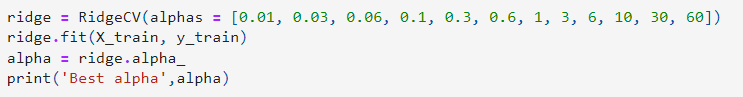 ridge = RidgeCV(alphas = [0.01, 0.03, 0.06, 0.1, 0.3, 0.6, 1, 3, 6, 10, 30, 60])
ridge.fit(X_train, y_train)
alpha = ridge.alpha_
print('Best alpha',alpha)